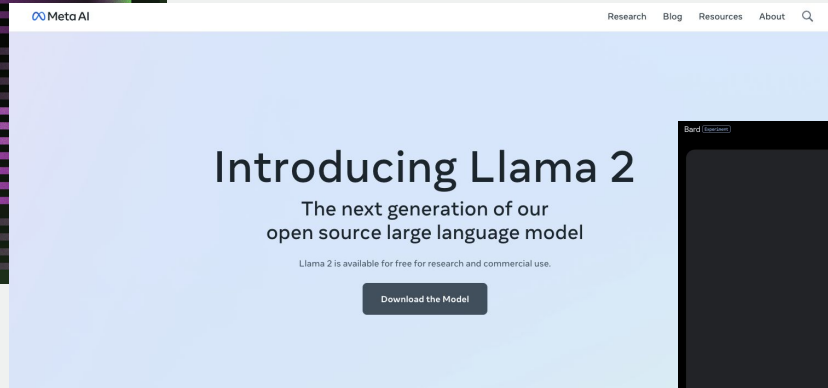 Meta AI
Research Blog Resources About
Introducing Llama 2
The next generation of our
open source large language model
Llama 2 is available for free for research and commercial use.
Download the Model
Bard Experiment